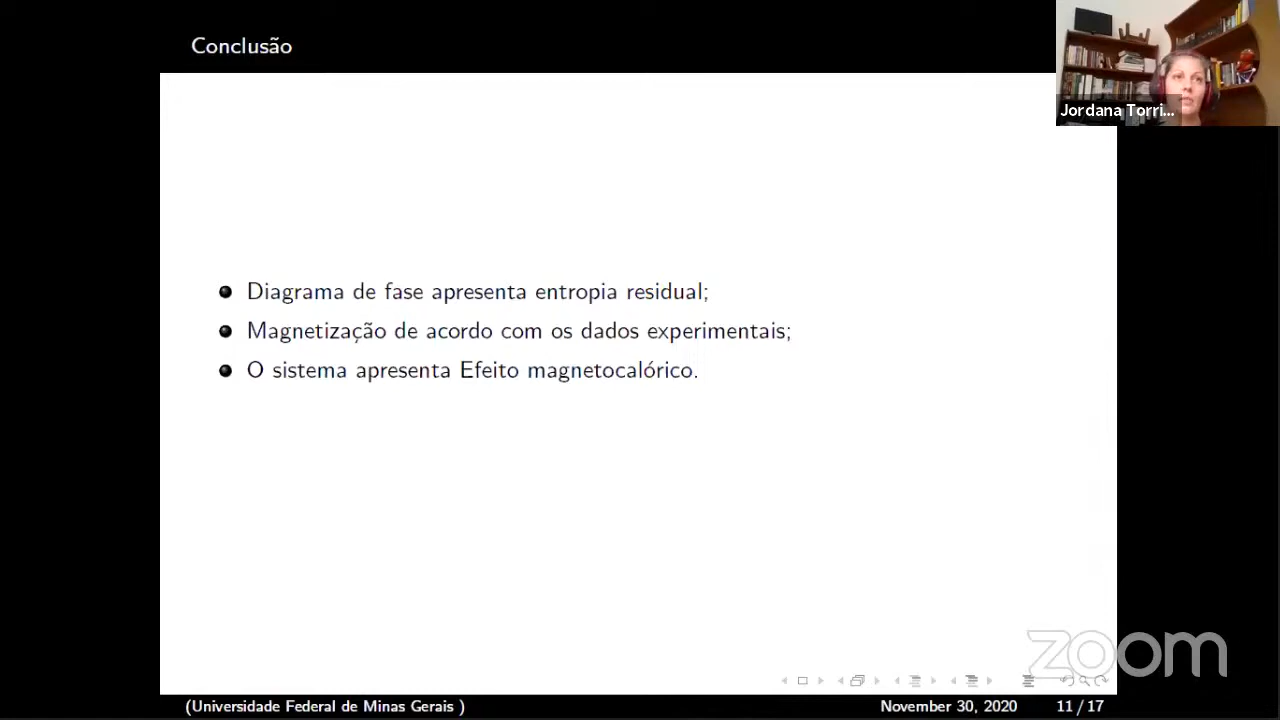 Conclusão
Jordana Torri...
Diagrama de fase apresenta entropia residual;
Magnetização de acordo com os dados experimentais;
O sistema apresenta Efeito magnetocalórico.
zoom
(Universidade Federal de Minas Gerais )
November 30, 2020
11 / 17